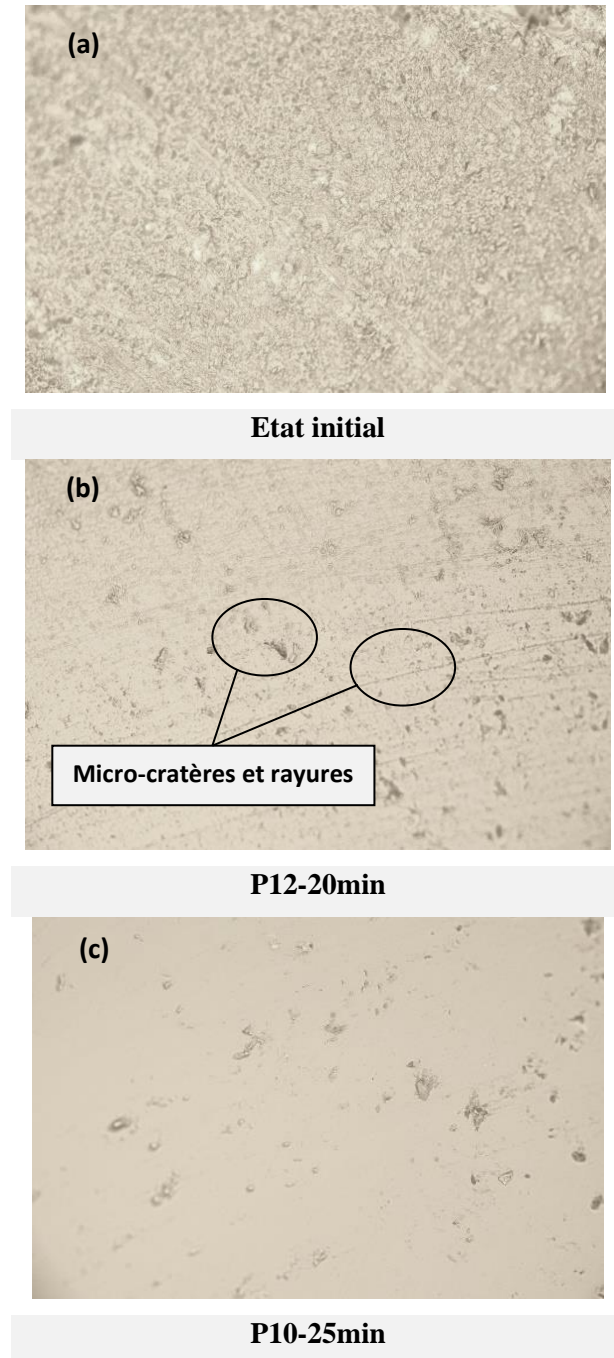 (a)
Etat initial
(b)
Micro-cratères et rayures
P12-20min
(c)
P10-25min